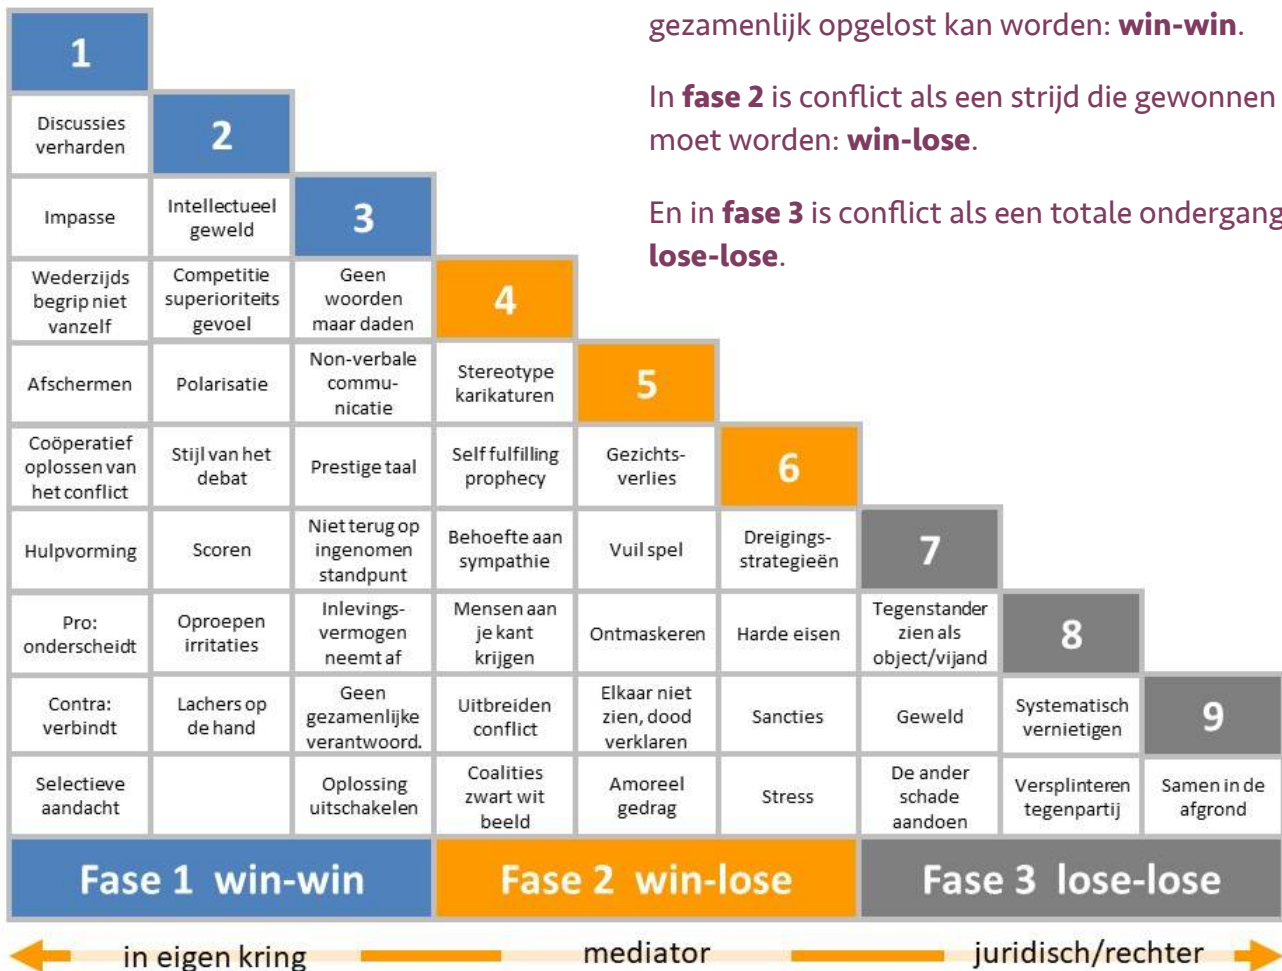 gezamenlijk opgelost kan worden: win-win.
In fase 2 is conflict als een strijd die gewonnen
moet worden: win-lose.
En in fase 3 is conflict als een totale ondergang
lose-lose.
1
Discussies
verharden
Impasse
Wederzijds
begrip niet
vanzelf
Afschermen
Coöperatief
oplossen van
het conflict
Hulpvorming
Pro:
onderscheidt
Contra:
verbindt
Selectieve
aandacht
2
Intellectueel
geweld
Competitie
superioriteits
gevoel
Polarisatie
Stijl van het
debat
Scoren
Oproepen
irritaties
Lachers op
de hand
3
Geen
woorden
maar daden
Non-verbale
commu-
nicatie
Prestige taal
Niet terug op
ingenomen
standpunt
Inlevings-
vermogen
neemt af
Geen
gezamenlijke
verantwoord.
Oplossing
uitschakelen
4
Stereotype
karikaturen
Self fulfilling
prophecy
Behoefte aan
sympathie
Mensen aan
je kant
krijgen
Uitbreiden
conflict
Coalities
zwart wit
beeld
5
Gezichts-
verlies
Vuil spel
Ontmaskeren
Elkaar niet
zien, dood
verklaren
Amoreel
gedrag
6
Dreigings-
strategieën
Harde eisen
Sancties
Stress
7
Tegenstander
zien als
object/vijand
Geweld
De ander
schade
aandoen
8
Systematisch
vernietigen
Versplinteren
tegenpartij
9
Samen in de
afgrond
Fase 1 win-win
Fase 2 win-lose
Fase 3 lose-lose
in eigen kring
mediator
juridisch/rechter